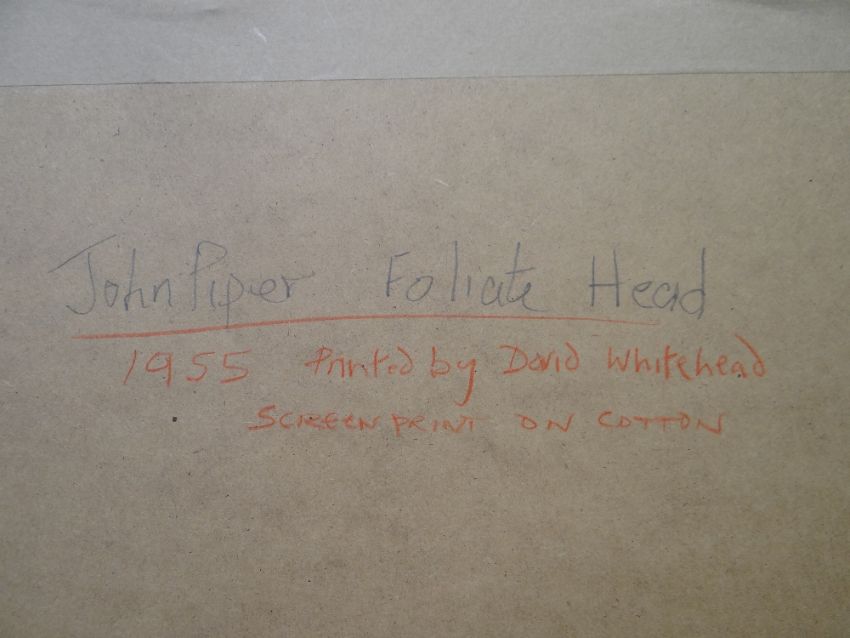 John Piper Foliate Head
1955 Printed by David Whitehead
SCREEN PRINT ON COTTON